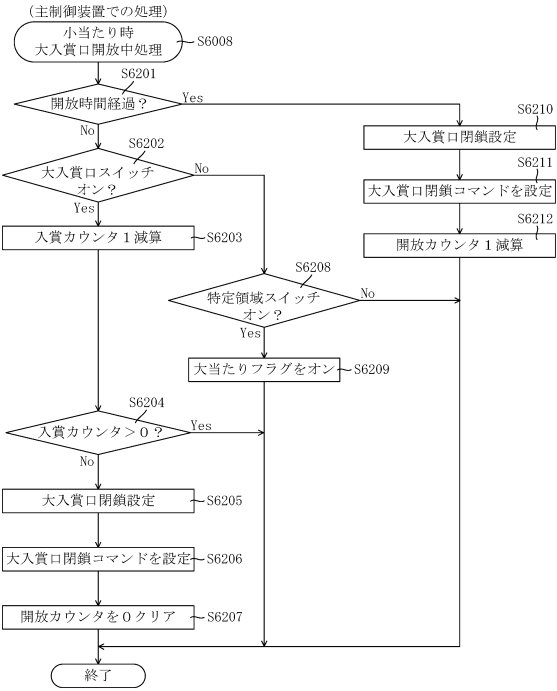 (主制御装置での処理)
小当たり時
大入賞口開放中処理
S6008
S6201
開放時間経過?
Yes
No
S6210
大入賞口閉鎖設定
S6202
大入賞口スイッチ
オン?
No
Yes
S6211
大入賞口閉鎖コマンドを設定
S6212
開放カウンタ1減算
入賞カウンタ1減算
S6203
S6208
特定領域スイッチ
オン?
No
Yes
大当たりフラグをオン
S6209
S6204
入賞カウンタ>0?
Yes
No
大入賞口閉鎖設定
S6205
大入賞口閉鎖コマンドを設定
S6206
開放カウンタを0クリア
S6207
終了